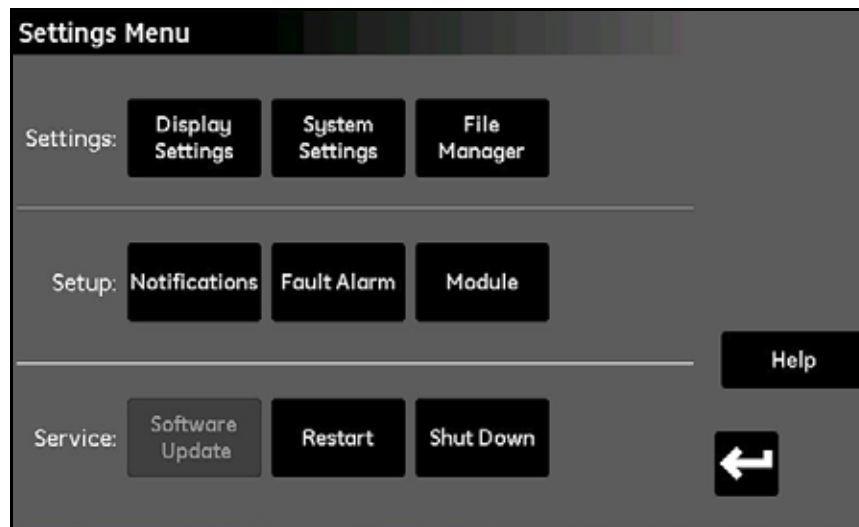 Settings Menu
Settings:
Display
Settings
System
Settings
File
Manager
Setup:
Notifications
Fault Alarm
Module
Help
Service:
Software
Update
Restart
Shut Down